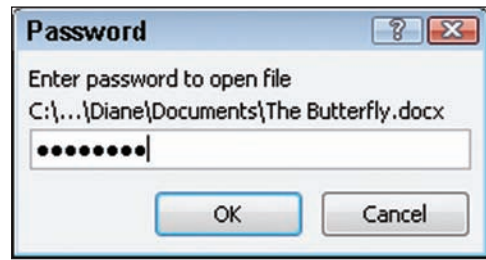 Password
?
Enter password to open file
C:\...\Diane\Documents\The Butterfly.docx
●●●●●●●●
OK
Cancel